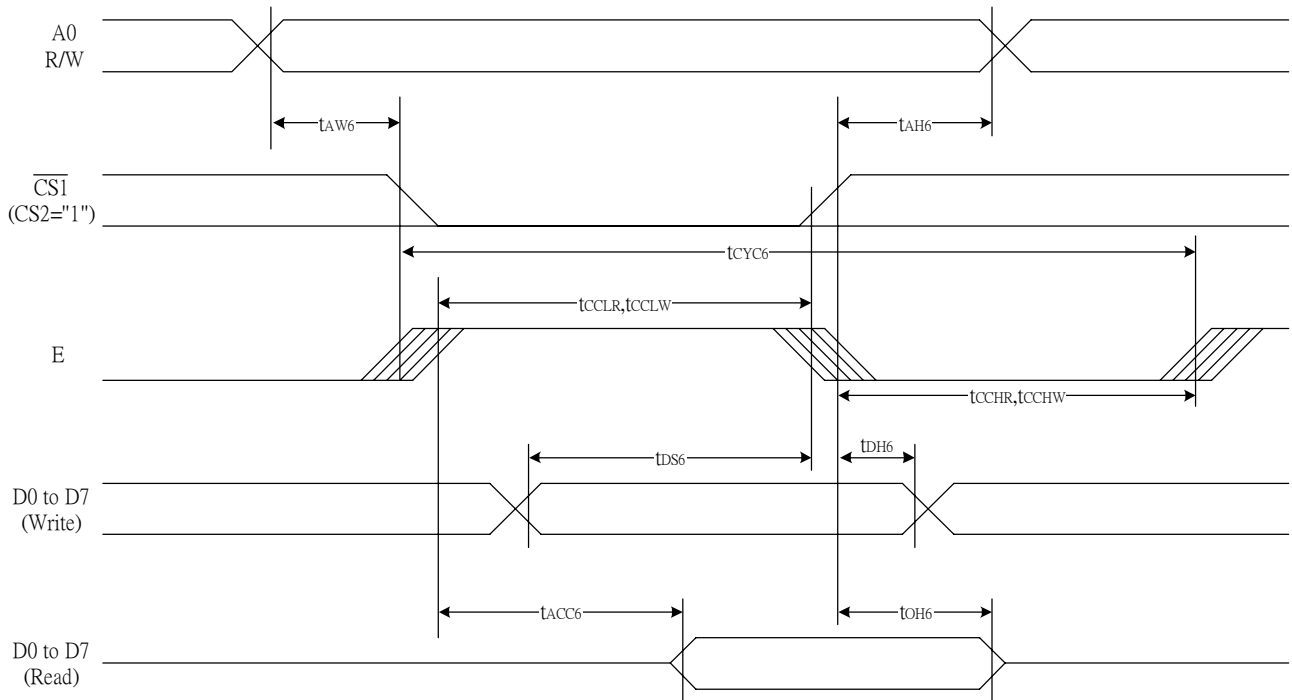 A0
R/W
tAW6
tAH6
CS1
(CS2="1")
tCYC6
tCCLR,tCCLW
E
tCCHR,tCCHW
tDS6
tDH6
D0 to D7
(Write)
tACC6
tOH6
D0 to D7
(Read)